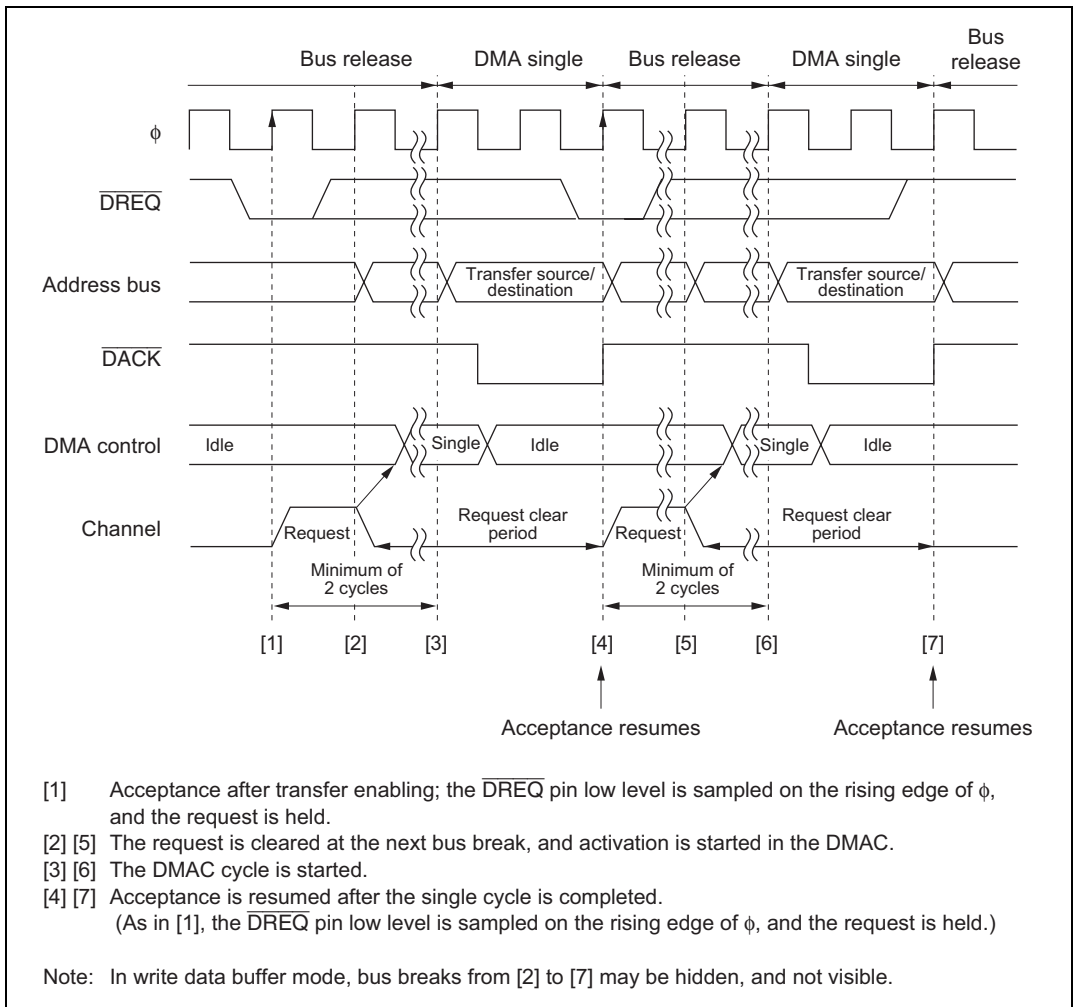 Bus release DMA single Bus release DMA single Bus release
φ
DREQ
Address bus Transfer source/ destination Transfer source/ destination
DACK
DMA control Idle Single Idle Single Idle
Channel Request Request clear period Request Request clear period
Minimum of 2 cycles Minimum of 2 cycles
[1] [2] [3] [4] [5] [6] [7]
Acceptance resumes Acceptance resumes
[1] Acceptance after transfer enabling; the DREQ pin low level is sampled on the rising edge of φ,
and the request is held.
[2] [5] The request is cleared at the next bus break, and activation is started in the DMAC.
[3] [6] The DMAC cycle is started.
[4] [7] Acceptance is resumed after the single cycle is completed.
(As in [1], the DREQ pin low level is sampled on the rising edge of φ, and the request is held.)
Note: In write data buffer mode, bus breaks from [2] to [7] may be hidden, and not visible.